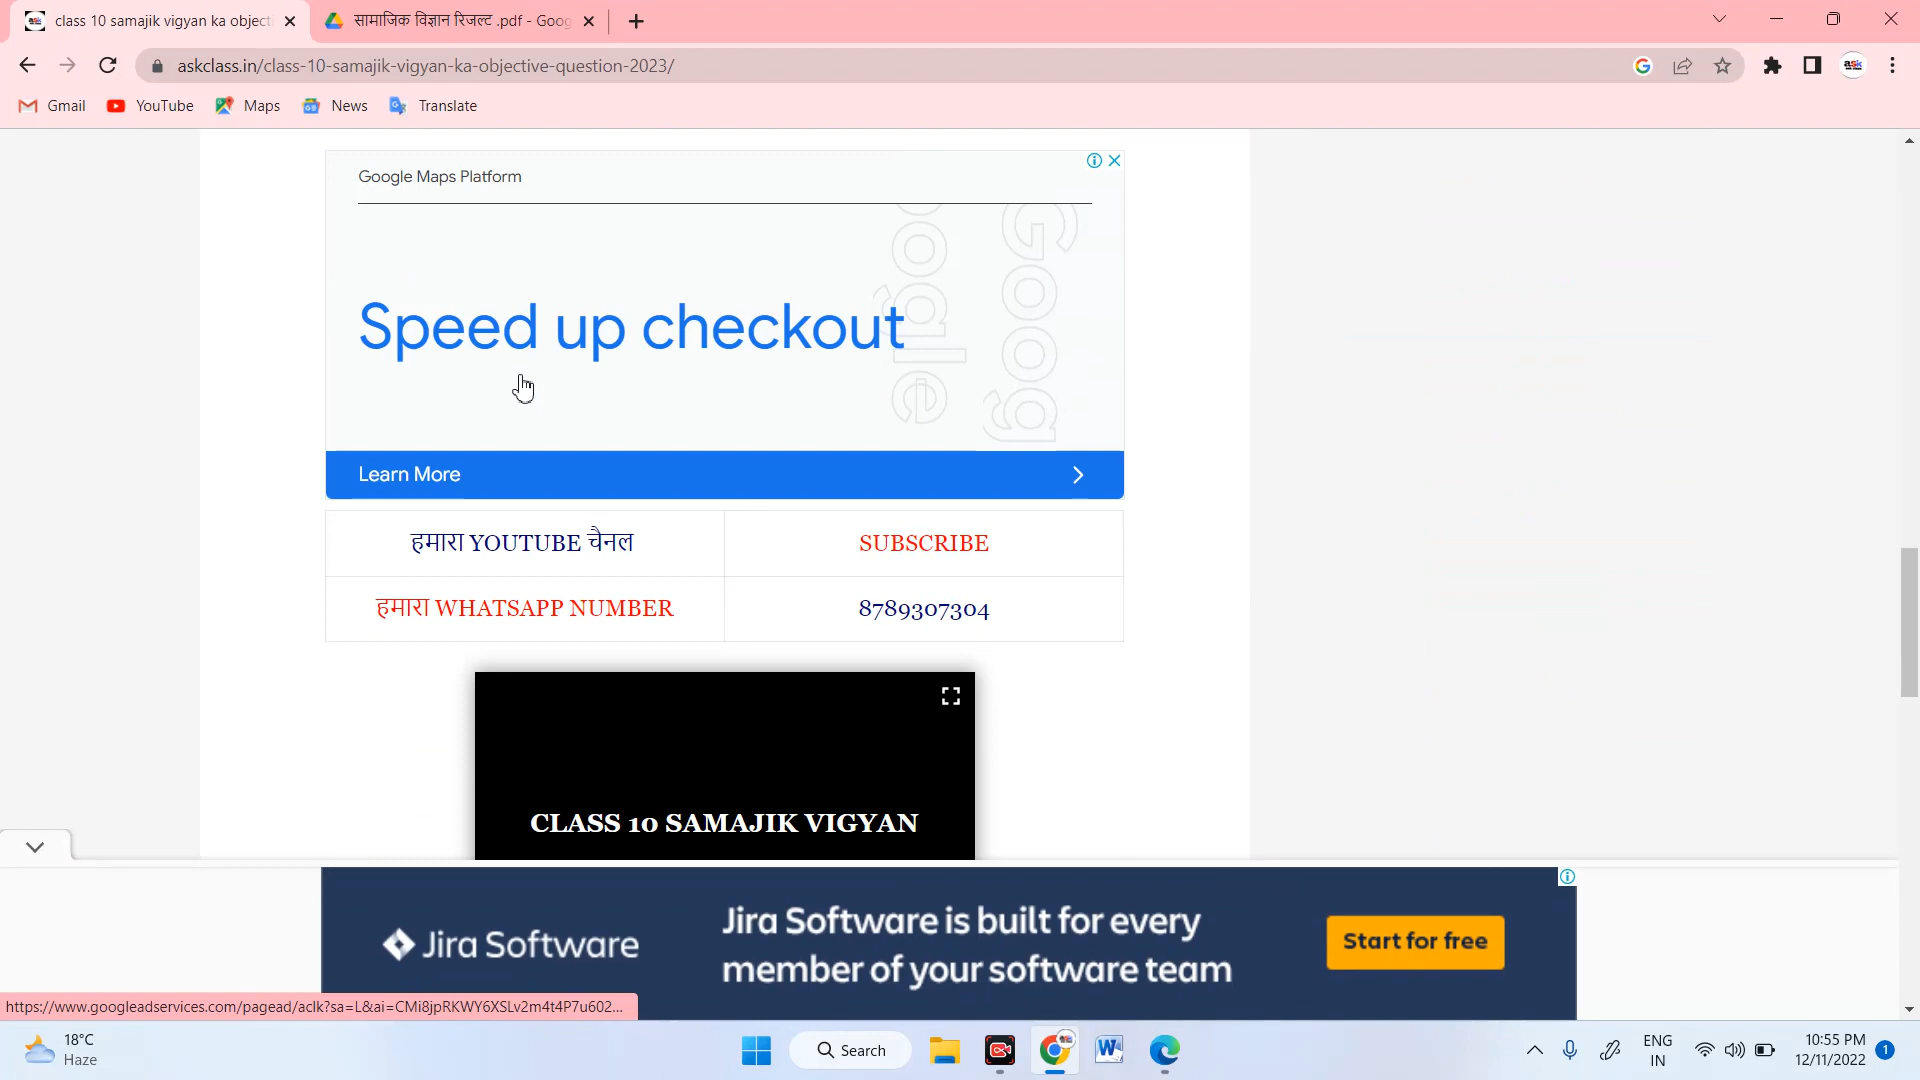 class 10 samajik vigyan ka objecti
सामाजिक विज्ञान रिजल्ट .pdf - Goog
askclass.in/class-10-samajik-vigyan-ka-objective-question-2023/
Gmail
YouTube
Maps
News
Translate
Google Maps Platform
Speed up checkout
Google
Goog
Learn More
हमारा YOUTUBE चैनल
SUBSCRIBE
हमारा WHATSAPP NUMBER
8789307304
CLASS 10 SAMAJIK VIGYAN
Jira Software
Jira Software is built for every
member of your software team
Start for free
https://www.googleadservices.com/pagead/aclk?sa=L&ai=CMi8jpRKWY6XSLv2m4t4P7u602...
18°C
Haze
Search
ENG
IN
10:55 PM
12/11/2022
1